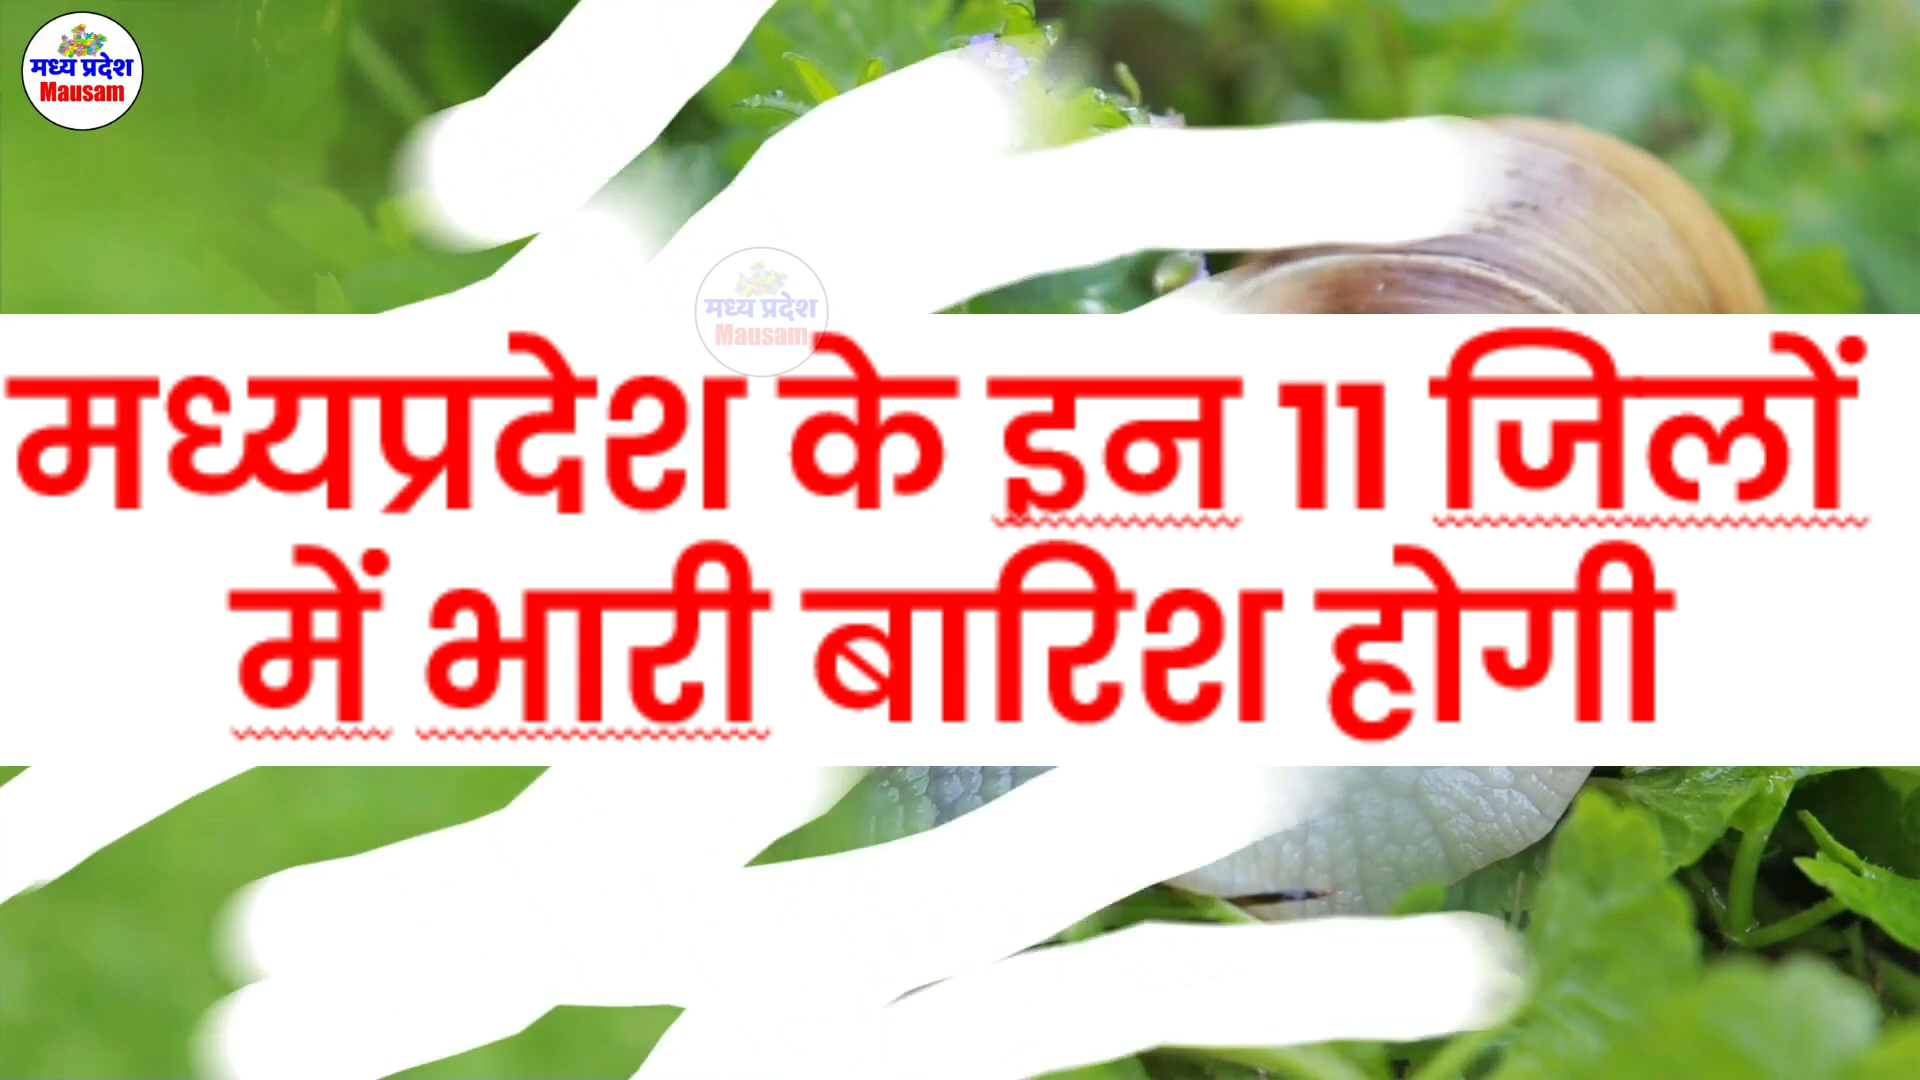 मध्य प्रदेश
Mausam
मध्य प्रदेश
Mausam
मध्यप्रदेश के इन 11 जिलों
में भारी बारिश होगी